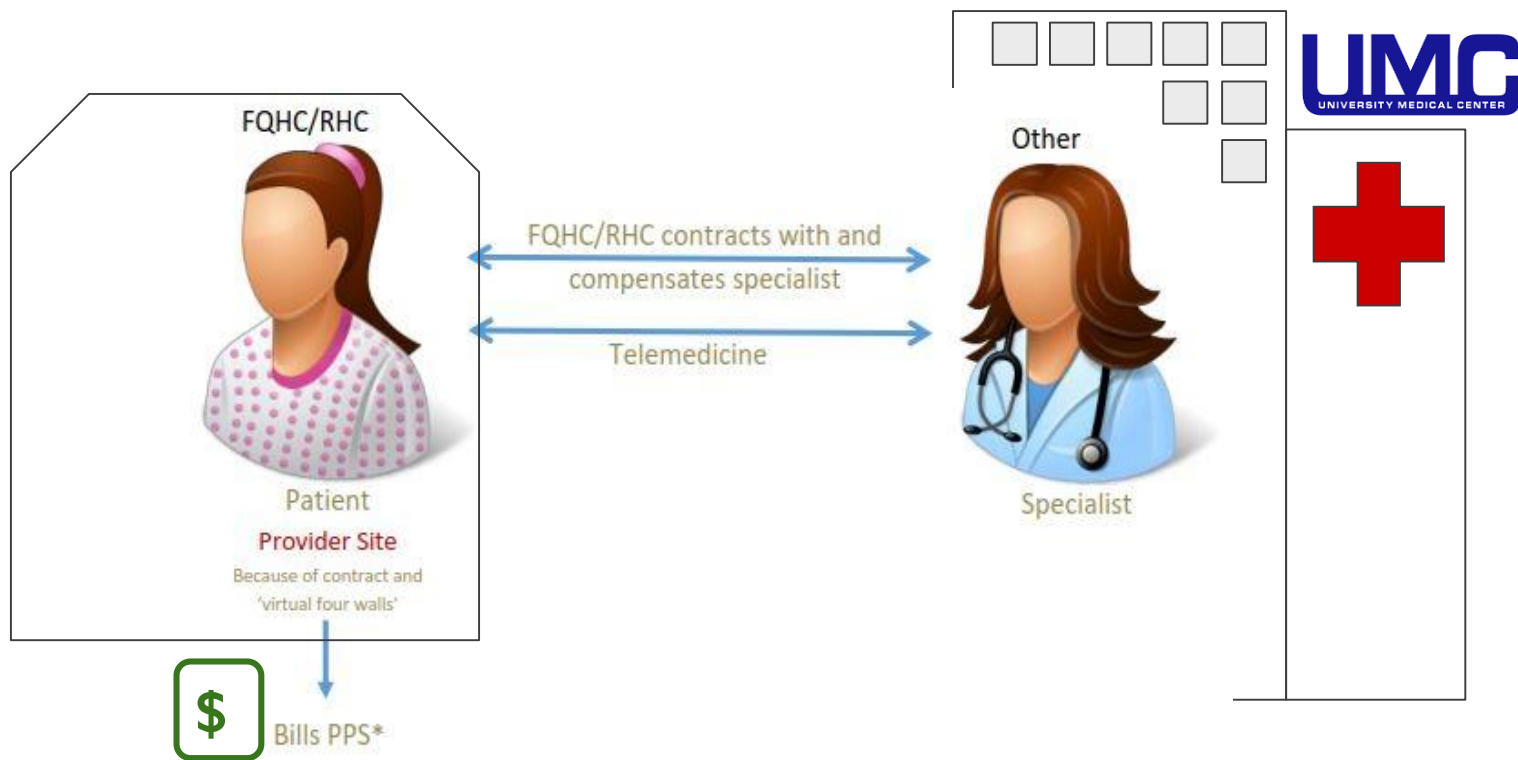 UMC
UNIVERSITY MEDICAL CENTER
FQHC/RHC
Other
FQHC/RHC contracts with and
compensates specialist
Telemedicine
Patient
Specialist
Provider Site
Because of contract and
'virtual four walls'
$
Bills PPS*